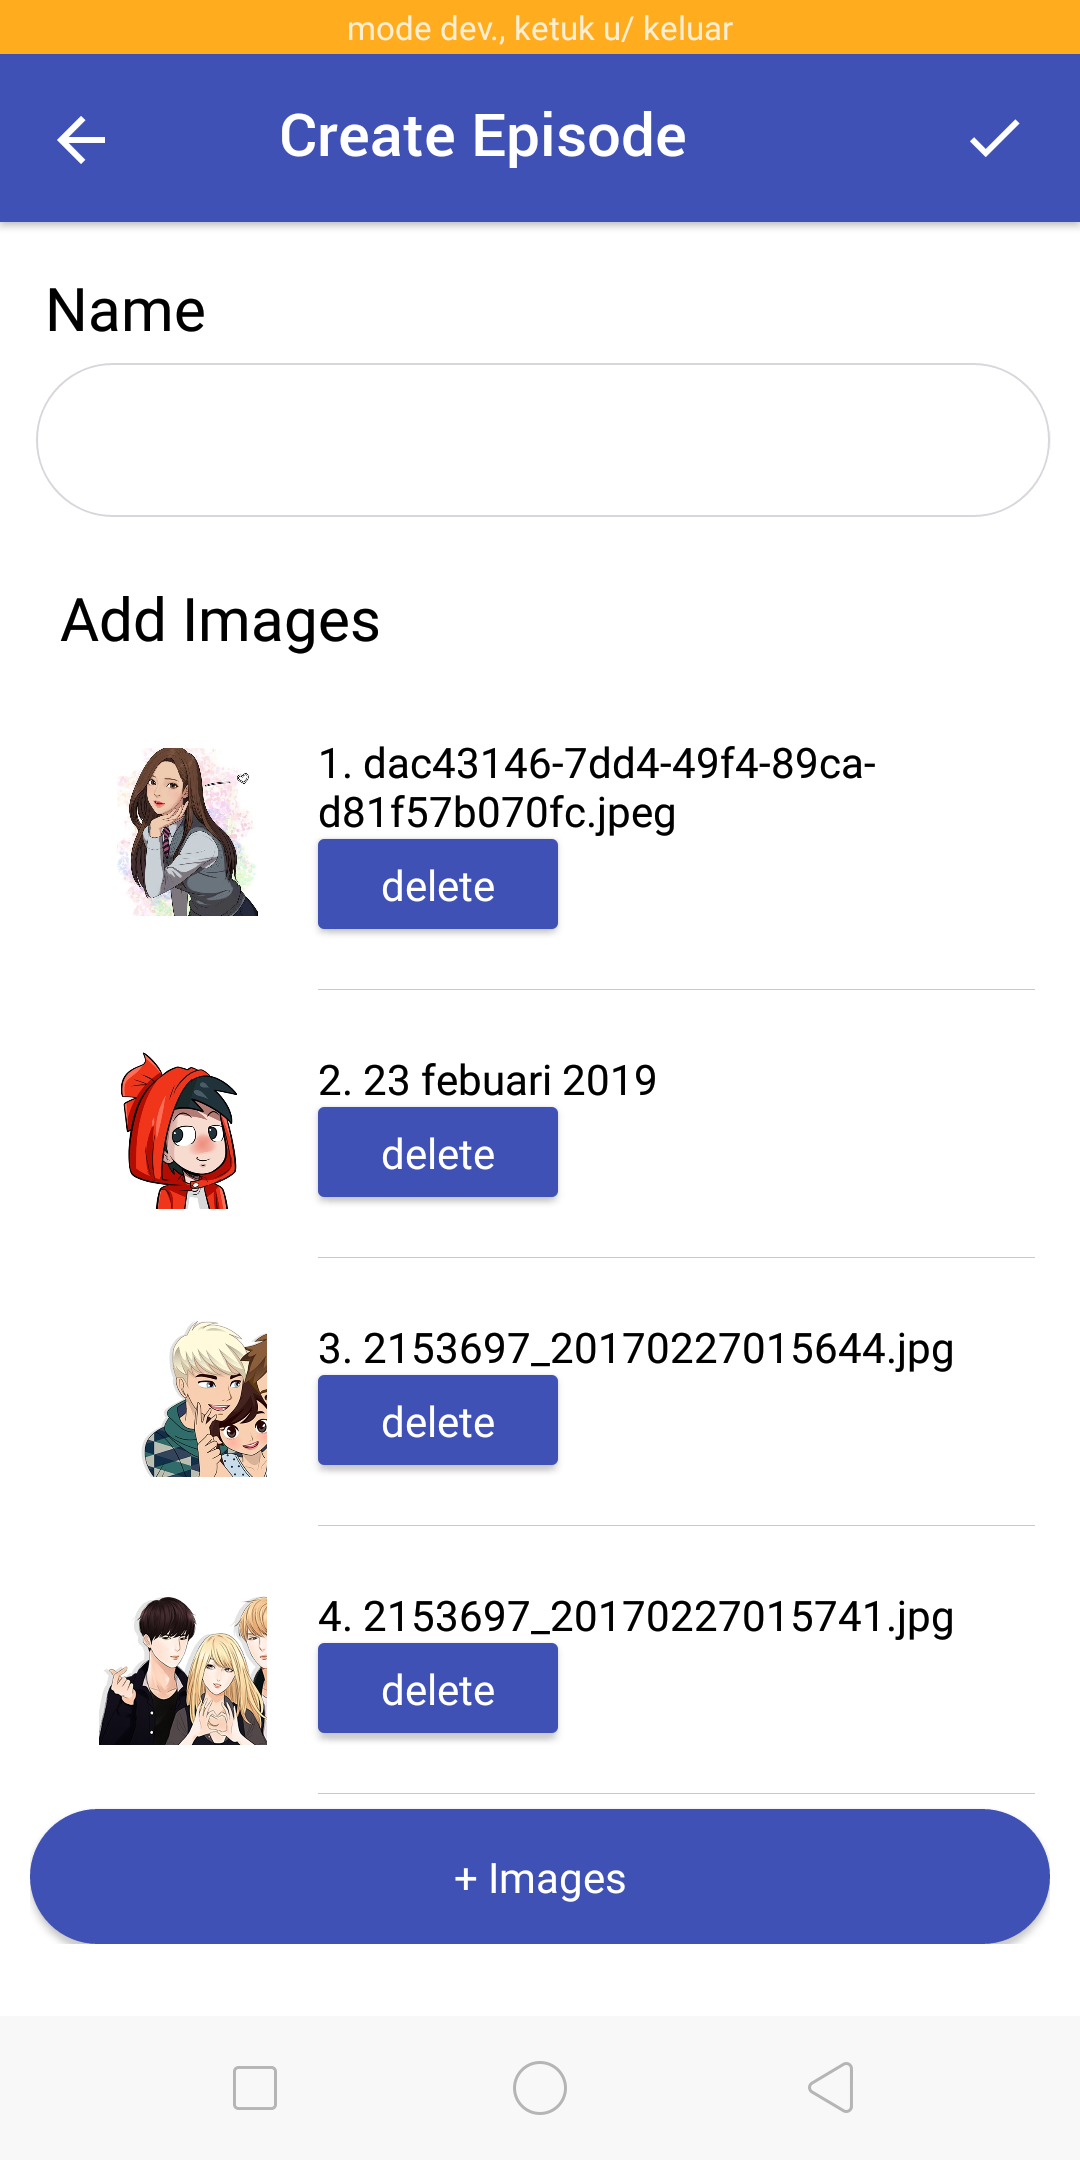 mode dev., ketuk u/ keluar
Create Episode
Name
Add Images
1. dac43146-7dd4-49f4-89ca-
d81f57b070fc.jpeg
delete
2. 23 febuari 2019
delete
3. 2153697_20170227015644.jpg
delete
4. 2153697_20170227015741.jpg
delete
+ Images